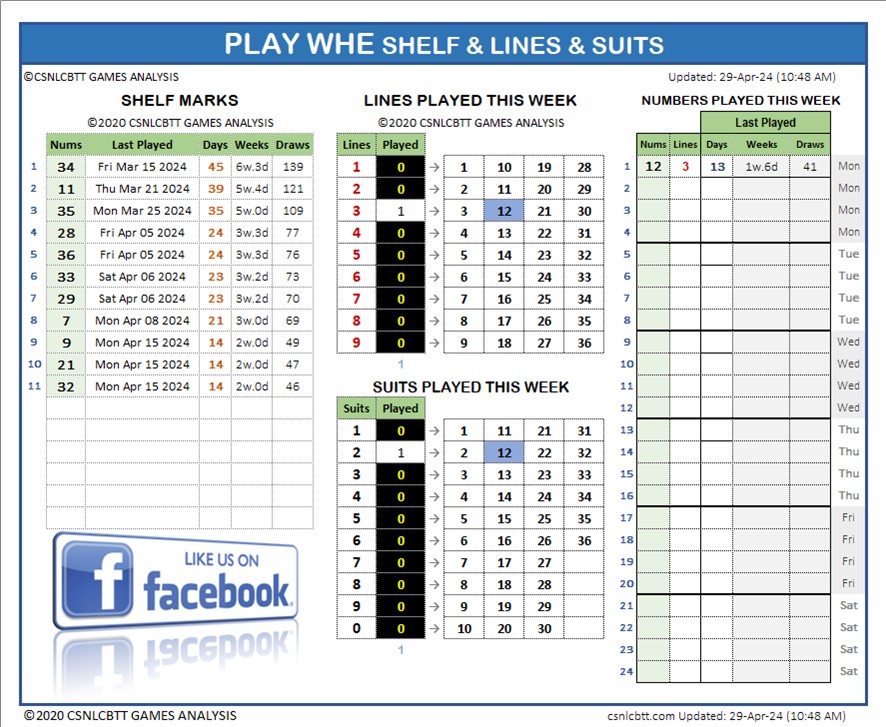 PLAY WHE SHELF & LINES & SUITS
©CSNLCBTT GAMES ANALYSIS
Updated: 29-Apr-24 (10:48 AM)
SHELF MARKS
©2020 CSNLCBTT GAMES ANALYSIS
Nums Last Played Days Weeks Draws
1 34 Fri Mar 15 2024 45 6w.3d 139
2 11 Thu Mar 21 2024 39 5w.4d 121
3 35 Mon Mar 25 2024 35 5w.0d 109
4 28 Fri Apr 05 2024 24 3w.3d 77
5 36 Fri Apr 05 2024 24 3w.3d 76
6 33 Sat Apr 06 2024 23 3w.2d 73
7 29 Sat Apr 06 2024 23 3w.2d 70
8 7 Mon Apr 08 2024 21 3w.0d 69
9 9 Mon Apr 15 2024 14 2w.0d 49
10 21 Mon Apr 15 2024 14 2w.0d 47
11 32 Mon Apr 15 2024 14 2w.0d 46
LIKE US ON
f facebook.
LINES PLAYED THIS WEEK
©2020 CSNLCBTT GAMES ANALYSIS
Lines Played
1 0 → 1 10 19 28
2 0 → 2 11 20 29
3 1 → 3 12 21 30
4 0 → 4 13 22 31
5 0 → 5 14 23 32
6 0 → 6 15 24 33
7 0 → 7 16 25 34
8 0 → 8 17 26 35
9 0 → 9 18 27 36
1
SUITS PLAYED THIS WEEK
Suits Played
1 0 → 1 11 21 31
2 1 → 2 12 22 32
3 0 → 3 13 23 33
4 0 → 4 14 24 34
5 0 → 5 15 25 35
6 0 → 6 16 26 36
7 0 → 7 17 27
8 0 → 8 18 28
9 0 → 9 19 29
0 0 → 10 20 30
1
NUMBERS PLAYED THIS WEEK
Last Played
Nums Lines Days Weeks Draws
1 12 3 13 1w.6d 41 Mon
2 Mon
3 Mon
4 Mon
5 Tue
6 Tue
7 Tue
8 Tue
9 Wed
10 Wed
11 Wed
12 Wed
13 Thu
14 Thu
15 Thu
16 Thu
17 Fri
18 Fri
19 Fri
20 Fri
21 Sat
22 Sat
23 Sat
24 Sat
©2020 CSNLCBTT GAMES ANALYSIS
csnlcbtt.com Updated: 29-Apr-24 (10:48 AM)